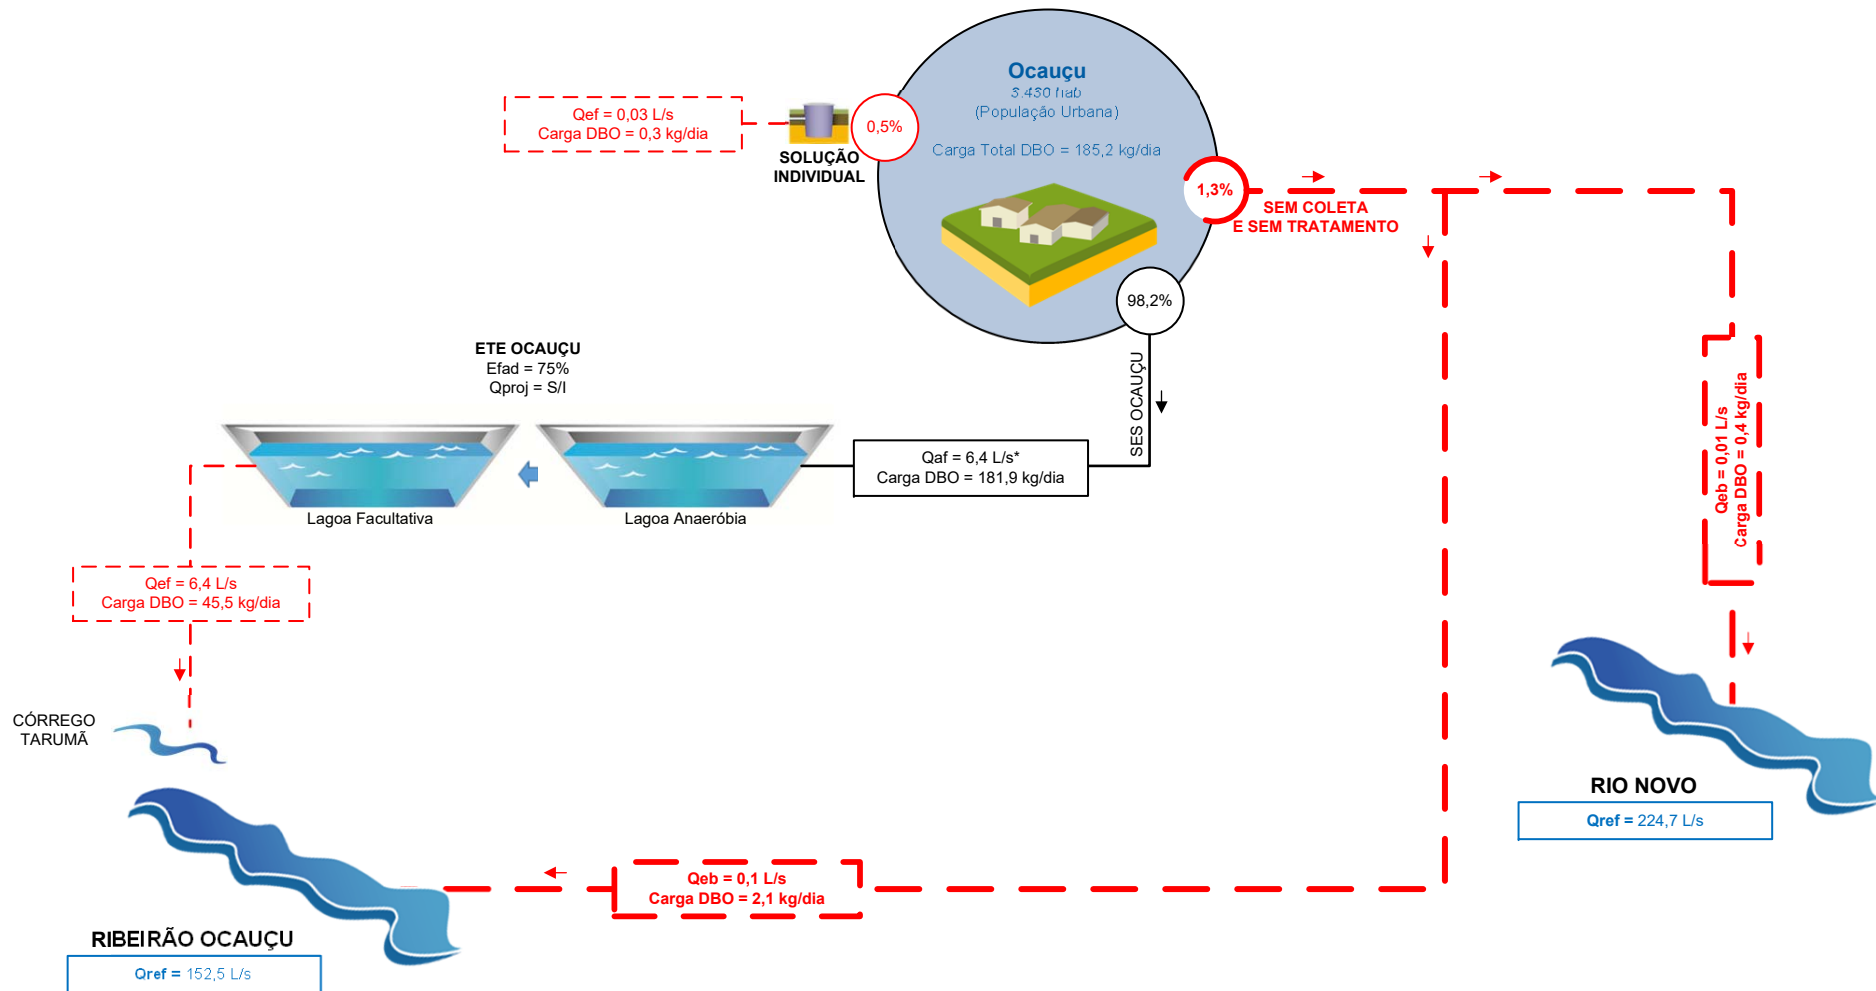 Ocauçu
3.430 hab
(População Urbana)
Carga Total DBO = 185,2 kg/dia
Qef = 0,03 L/s
Carga DBO = 0,3 kg/dia
0,5%
SOLUÇÃO
INDIVIDUAL
1,3%
SEM COLETA
E SEM TRATAMENTO
98,2%
SES OCAUÇU
ETE OCAUÇU
Efad = 75%
Qproj = S/I
Qaf = 6,4 L/s*
Carga DBO = 181,9 kg/dia
Lagoa Facultativa
Lagoa Anaeróbia
Qeb = 0,01 L/s
Carga DBO = 0,4 kg/dia
Qef = 6,4 L/s
Carga DBO = 45,5 kg/dia
CÓRREGO
TARUMÃ
RIO NOVO
Qref = 224,7 L/s
Qeb = 0,1 L/s
Carga DBO = 2,1 kg/dia
RIBEIRÃO OCAUÇU
Qref = 152,5 L/s